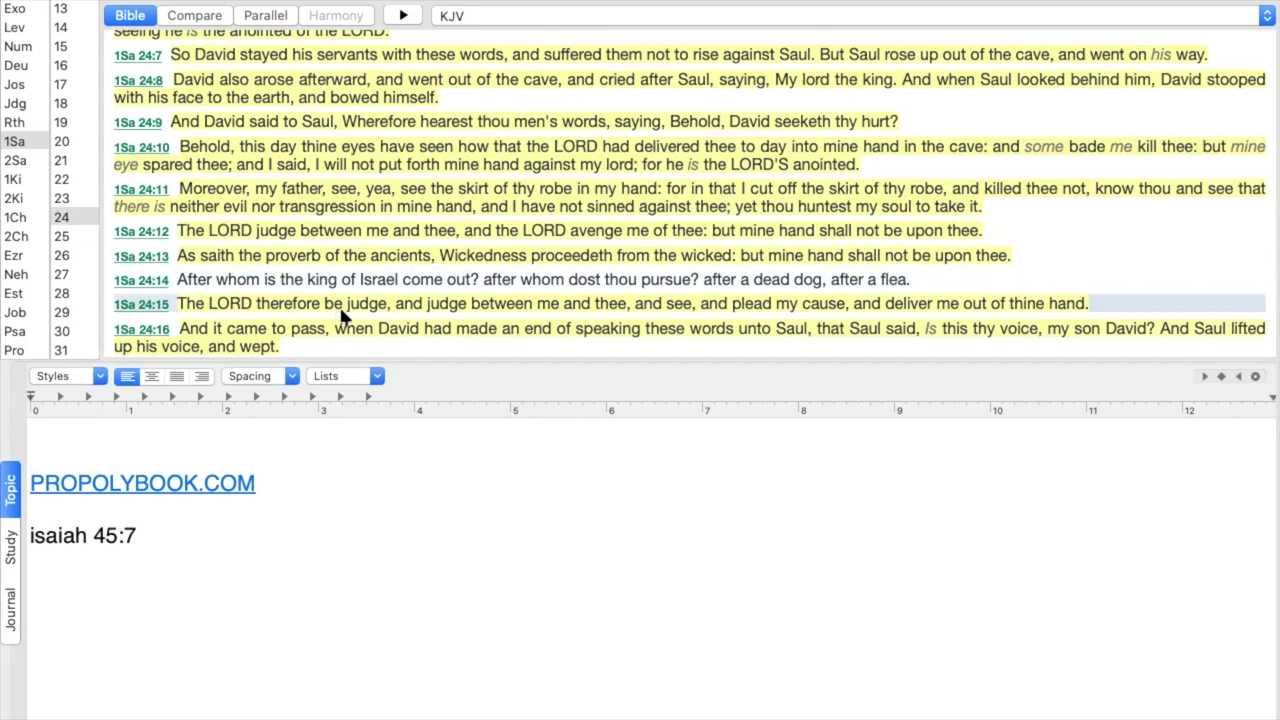 Exo 13
Lev 14
Num 15
Deu 16
Jos 17
Jdg 18
Rth 19
1Sa 20
2Sa 21
1Ki 22
2Ki 23
1Ch 24
2Ch 25
Ezr 26
Neh 27
Est 28
Job 29
Psa 30
Pro 31
Bible Compare Parallel Harmony KJV
seeing he is the anointed of the LORD.
1Sa 24:7 So David stayed his servants with these words, and suffered them not to rise against Saul. But Saul rose up out of the cave, and went on his way.
1Sa 24:8 David also arose afterward, and went out of the cave, and cried after Saul, saying, My lord the king. And when Saul looked behind him, David stooped
with his face to the earth, and bowed himself.
1Sa 24:9 And David said to Saul, Wherefore hearest thou men's words, saying, Behold, David seeketh thy hurt?
1Sa 24:10 Behold, this day thine eyes have seen how that the LORD had delivered thee to day into mine hand in the cave: and some bade me kill thee: but mine
eye spared thee; and I said, I will not put forth mine hand against my lord; for he is the LORD'S anointed.
1Sa 24:11 Moreover, my father, see, yea, see the skirt of thy robe in my hand: for in that I cut off the skirt of thy robe, and killed thee not, know thou and see that
there is neither evil nor transgression in mine hand, and I have not sinned against thee; yet thou huntest my soul to take it.
1Sa 24:12 The LORD judge between me and thee, and the LORD avenge me of thee: but mine hand shall not be upon thee.
1Sa 24:13 As saith the proverb of the ancients, Wickedness proceedeth from the wicked: but mine hand shall not be upon thee.
1Sa 24:14 After whom is the king of Israel come out? after whom dost thou pursue? after a dead dog, after a flea.
1Sa 24:15 The LORD therefore be judge, and judge between me and thee, and see, and plead my cause, and deliver me out of thine hand.
1Sa 24:16 And it came to pass, when David had made an end of speaking these words unto Saul, that Saul said, Is this thy voice, my son David? And Saul lifted
up his voice, and wept.
Styles Spacing Lists
0 1 2 3 4 5 6 7 8 9 10 11 12
Topic
Study
Journal
PROPOLYBOOK.COM
isaiah 45:7